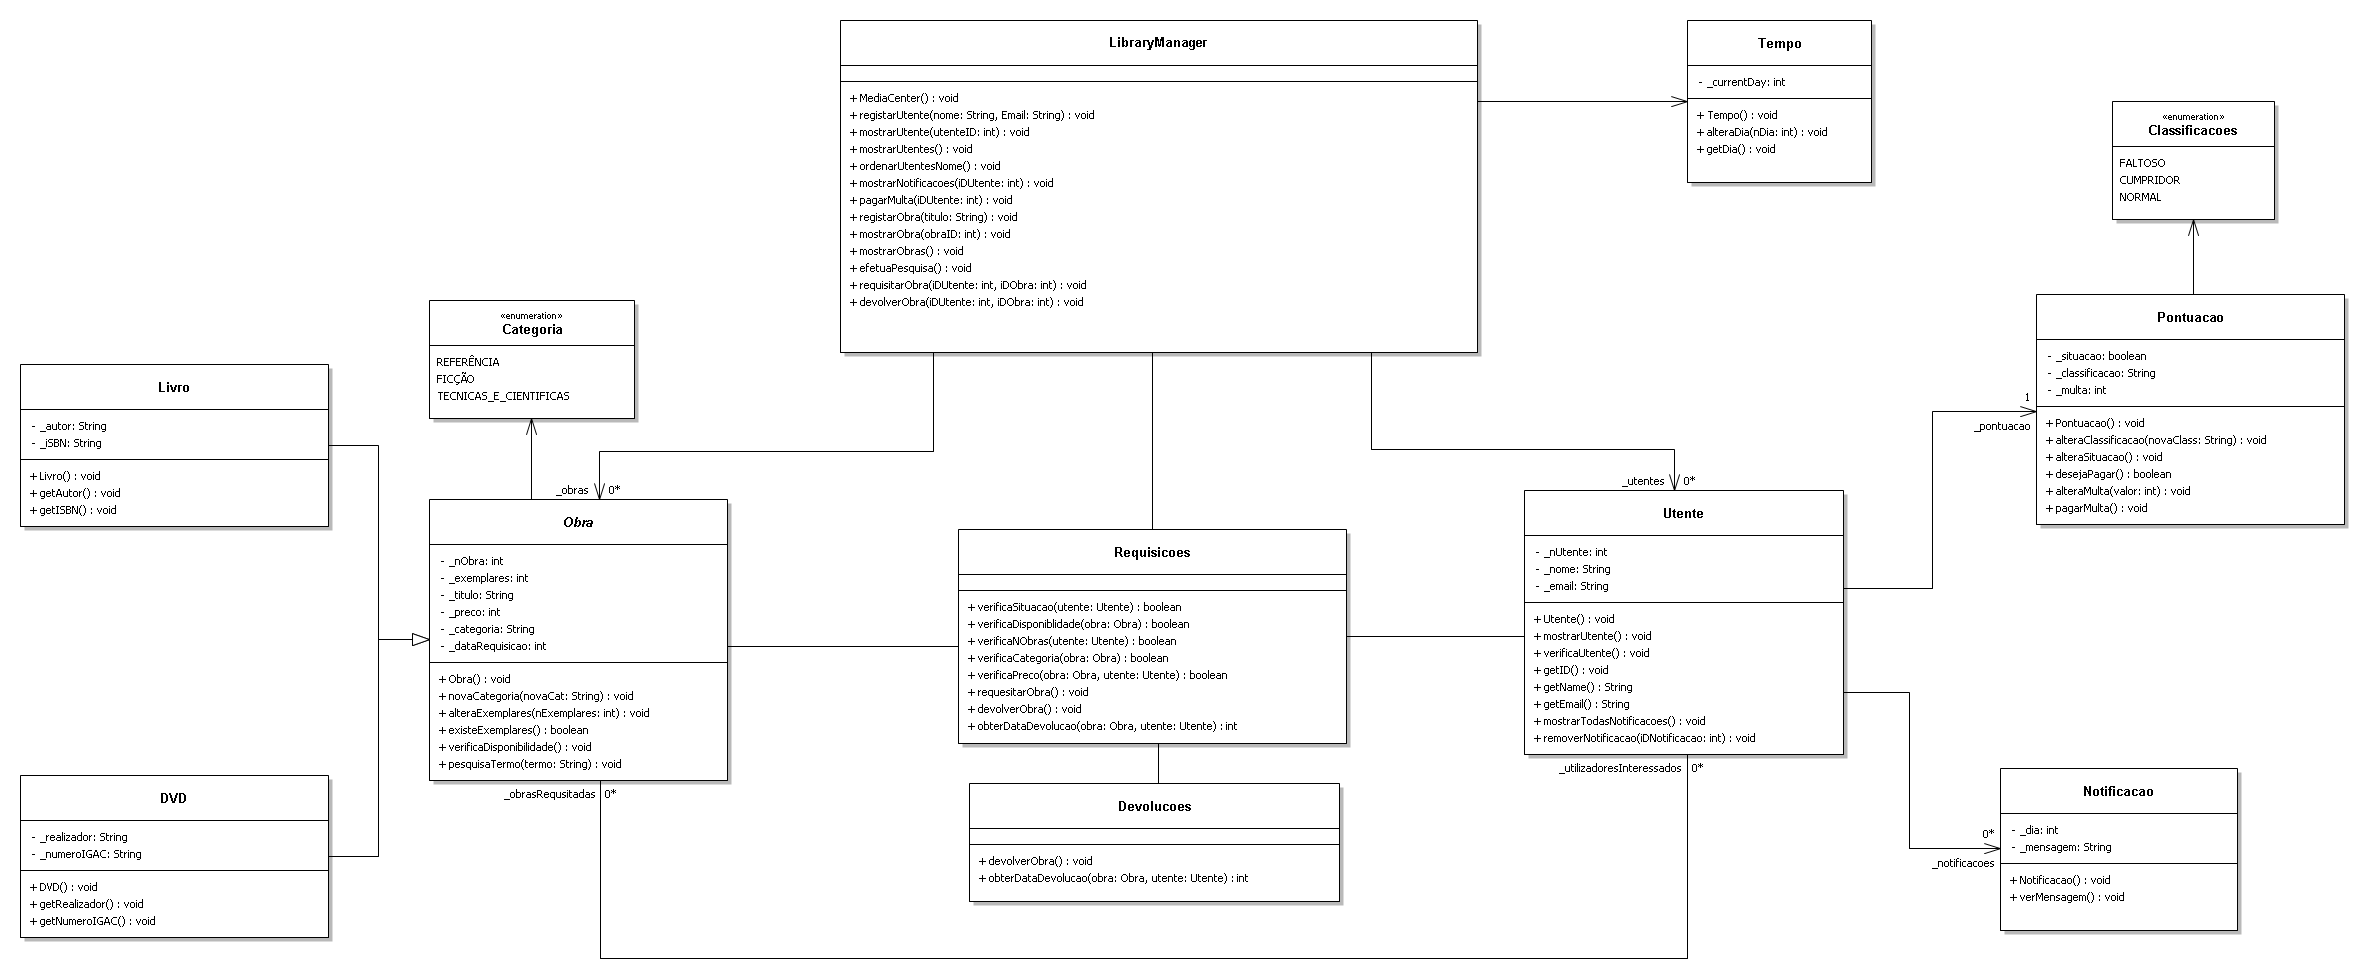 LibraryManager
+ MediaCenter() : void
+ registarUtente(nome: String, Email: String) : void
+ mostrarUtente(utenteID: int) : void
+ mostrarUtentes() : void
+ ordenarUtentesNome() : void
+ mostrarNotificacoes(iDUtente: int) : void
+ pagarMulta(iDUtente: int) : void
+ registarObra(titulo: String) : void
+ mostrarObra(obraID: int) : void
+ mostrarObras() : void
+ efetuaPesquisa() : void
+ requisitarObra(iDUtente: int, iDObra: int) : void
+ devolverObra(iDUtente: int, iDObra: int) : void
Tempo
- _currentDay: int
+ Tempo() : void
+ alteraDia(nDia: int) : void
+ getDia() : void
«enumeration»
Classificacoes
FALTOSO
CUMPRIDOR
NORMAL
Pontuacao
- _situacao: boolean
- _classificacao: String
- _multa: int
+ Pontuacao() : void
+ alteraClassificacao(novaClass: String) : void
+ alteraSituacao() : void
+ desejaPagar() : boolean
+ alteraMulta(valor: int) : void
+ pagarMulta() : void
1
_pontuacao
«enumeration»
Categoria
REFERÊNCIA
FICÇÃO
TECNICAS_E_CIENTIFICAS
Livro
- _autor: String
- _iSBN: String
+ Livro() : void
+ getAutor() : void
+ getISBN() : void
_obras 0*
Obra
- _nObra: int
- _exemplares: int
- _titulo: String
- _preco: int
- _categoria: String
- _dataRequisicao: int
+ Obra() : void
+ novaCategoria(novaCat: String) : void
+ alteraExemplares(nExemplares: int) : void
+ existeExemplares() : boolean
+ verificaDisponibilidade() : void
+ pesquisaTermo(termo: String) : void
_obrasRequsitadas 0*
Requisicoes
+ verificaSituacao(utente: Utente) : boolean
+ verificaDisponiblidade(obra: Obra) : boolean
+ verificaNObras(utente: Utente) : boolean
+ verificaCategoria(obra: Obra) : boolean
+ verificaPreco(obra: Obra, utente: Utente) : boolean
+ requesitarObra() : void
+ devolverObra() : void
+ obterDataDevolucao(obra: Obra, utente: Utente) : int
_utentes 0*
Utente
- _nUtente: int
- _nome: String
- _email: String
+ Utente() : void
+ mostrarUtente() : void
+ verificaUtente() : void
+ getID() : void
+ getName() : String
+ getEmail() : String
+ mostrarTodasNotificacoes() : void
+ removerNotificacao(iDNotificacao: int) : void
_utilizadoresInteressados 0*
DVD
- _realizador: String
- _numeroIGAC: String
+ DVD() : void
+ getRealizador() : void
+ getNumeroIGAC() : void
Devolucoes
+ devolverObra() : void
+ obterDataDevolucao(obra: Obra, utente: Utente) : int
0*
_notificacoes
Notificacao
- _dia: int
- _mensagem: String
+ Notificacao() : void
+ verMensagem() : void